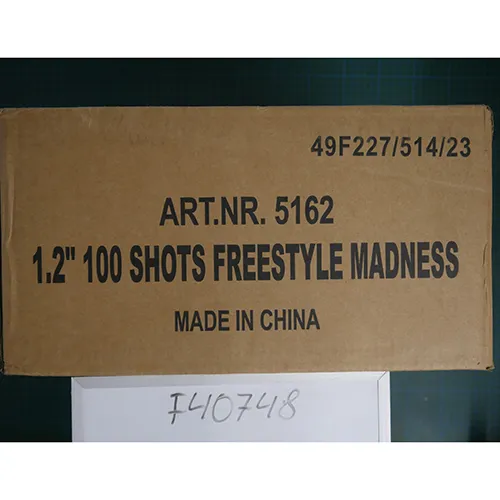 49F227/514/23
ART.NR. 5162
1.2" 100 SHOTS FREESTYLE MADNESS
MADE IN CHINA
F40748